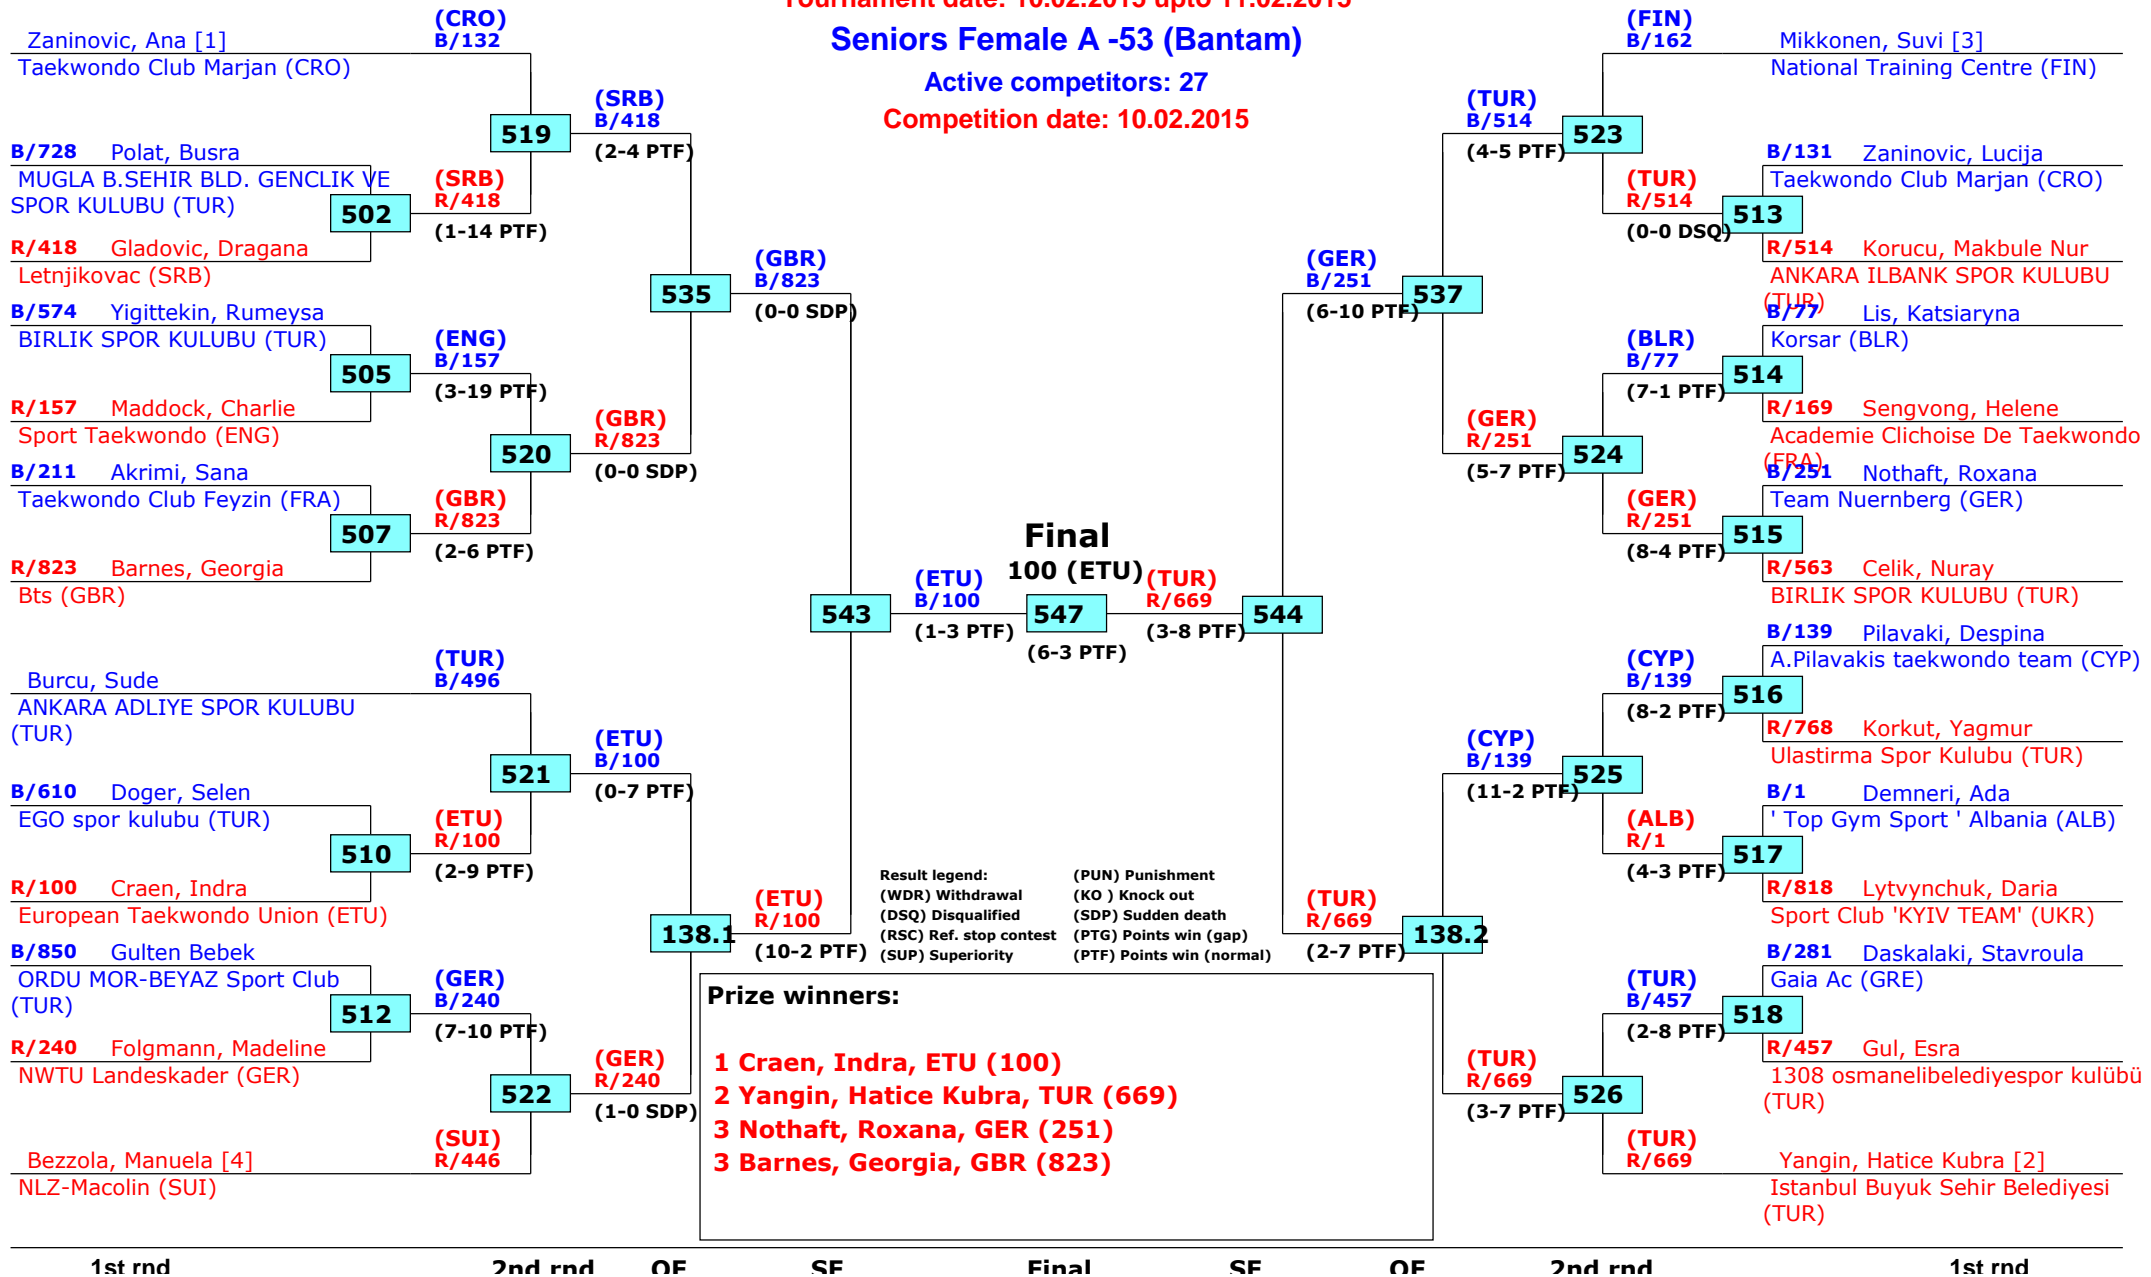 Tournament date: 10.02.2015 upto 11.02.2015
Seniors Female A -53 (Bantam)
Active competitors: 27
Competition date: 10.02.2015
(CRO)
Zaninovic, Ana [1] B/132
Taekwondo Club Marjan (CRO)
519
(SRB)
B/418
(2-4 PTF)
B/728 Polat, Busra
MUGLA B.SEHIR BLD. GENCLIK VE
SPOR KULUBU (TUR)
502
(SRB)
R/418
(1-14 PTF)
R/418 Gladovic, Dragana
Letnjikovac (SRB)
535
(GBR)
B/823
(0-0 SDP)
B/574 Yigittekin, Rumeysa
BIRLIK SPOR KULUBU (TUR)
505
(ENG)
B/157
(3-19 PTF)
R/157 Maddock, Charlie
Sport Taekwondo (ENG)
520
(GBR)
R/823
(0-0 SDP)
B/211 Akrimi, Sana
Taekwondo Club Feyzin (FRA)
507
(GBR)
R/823
(2-6 PTF)
R/823 Barnes, Georgia
Bts (GBR)
543
(ETU)
B/100
(1-3 PTF)
Final
100 (ETU)
547
(6-3 PTF)
(TUR)
R/669
(3-8 PTF)
544
(TUR)
Burcu, Sude B/496
ANKARA ADLIYE SPOR KULUBU
(TUR)
521
(ETU)
B/100
(0-7 PTF)
B/610 Doger, Selen
EGO spor kulubu (TUR)
510
(ETU)
R/100
(2-9 PTF)
R/100 Craen, Indra
European Taekwondo Union (ETU)
138.1
(ETU)
R/100
(10-2 PTF)
B/850 Gulten Bebek
ORDU MOR-BEYAZ Sport Club
(TUR)
512
(GER)
B/240
(7-10 PTF)
R/240 Folgmann, Madeline
NWTU Landeskader (GER)
522
(GER)
R/240
(1-0 SDP)
(SUI)
Bezzola, Manuela [4] R/446
NLZ-Macolin (SUI)
(FIN)
B/162 Mikkonen, Suvi [3]
National Training Centre (FIN)
(TUR)
B/514
(4-5 PTF)
523
B/131 Zaninovic, Lucija
Taekwondo Club Marjan (CRO)
(TUR)
R/514
(0-0 DSQ)
513
R/514 Korucu, Makbule Nur
ANKARA ILBANK SPOR KULUBU
(TUR)
(GER)
B/251
(6-10 PTF)
537
B/77 Lis, Katsiaryna
Korsar (BLR)
(BLR)
B/77
(7-1 PTF)
514
R/169 Sengvong, Helene
Academie Clichoise De Taekwondo
(FRA)
(GER)
R/251
(5-7 PTF)
524
B/251 Nothaft, Roxana
Team Nuernberg (GER)
(GER)
R/251
(8-4 PTF)
515
R/563 Celik, Nuray
BIRLIK SPOR KULUBU (TUR)
B/139 Pilavaki, Despina
A.Pilavakis taekwondo team (CYP)
(CYP)
B/139
(8-2 PTF)
516
R/768 Korkut, Yagmur
Ulastirma Spor Kulubu (TUR)
(CYP)
B/139
(11-2 PTF)
525
B/1 Demneri, Ada
' Top Gym Sport ' Albania (ALB)
(ALB)
R/1
(4-3 PTF)
517
R/818 Lytvynchuk, Daria
Sport Club 'KYIV TEAM' (UKR)
(TUR)
R/669
(2-7 PTF)
138.2
B/281 Daskalaki, Stavroula
Gaia Ac (GRE)
(TUR)
B/457
(2-8 PTF)
518
R/457 Gul, Esra
1308 osmanelibelediyespor kulübü
(TUR)
(TUR)
R/669
(3-7 PTF)
526
(TUR)
R/669 Yangin, Hatice Kubra [2]
Istanbul Buyuk Sehir Belediyesi
(TUR)
Result legend: (PUN) Punishment
(WDR) Withdrawal (KO ) Knock out
(DSQ) Disqualified (SDP) Sudden death
(RSC) Ref. stop contest (PTG) Points win (gap)
(SUP) Superiority (PTF) Points win (normal)
Prize winners:
1 Craen, Indra, ETU (100)
2 Yangin, Hatice Kubra, TUR (669)
3 Nothaft, Roxana, GER (251)
3 Barnes, Georgia, GBR (823)
1st rnd 2nd rnd QF SF Final SF QF 2nd rnd 1st rnd